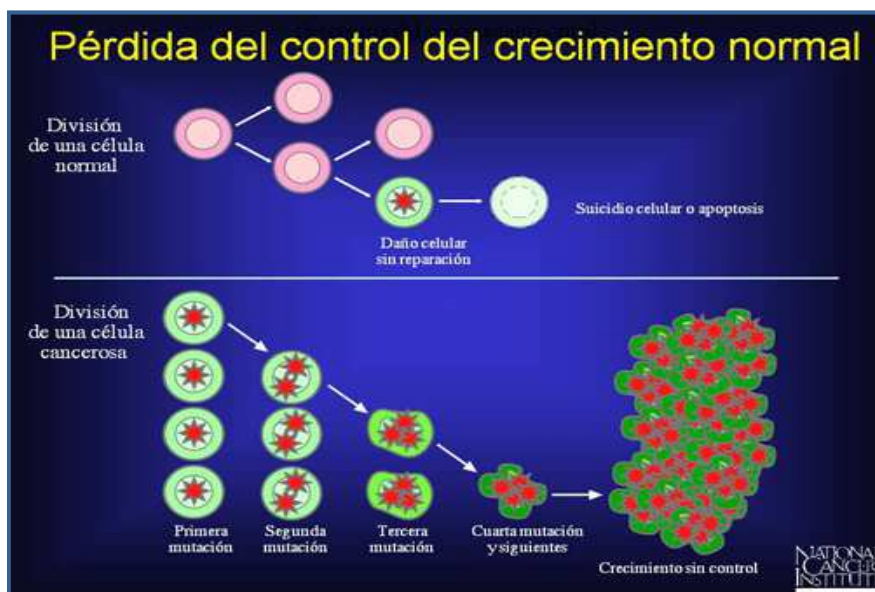 Pérdida del control del crecimiento normal
División
de una célula
normal
Daño celular
sin reparación
Suicidio celular o apoptosis
División
de una célula
cancerosa
Primera
mutación
Segunda
mutación
Tercera
mutación
Cuarta mutación
y siguientes
Crecimiento sin control
NATIONAL
CANCER
INSTITUT